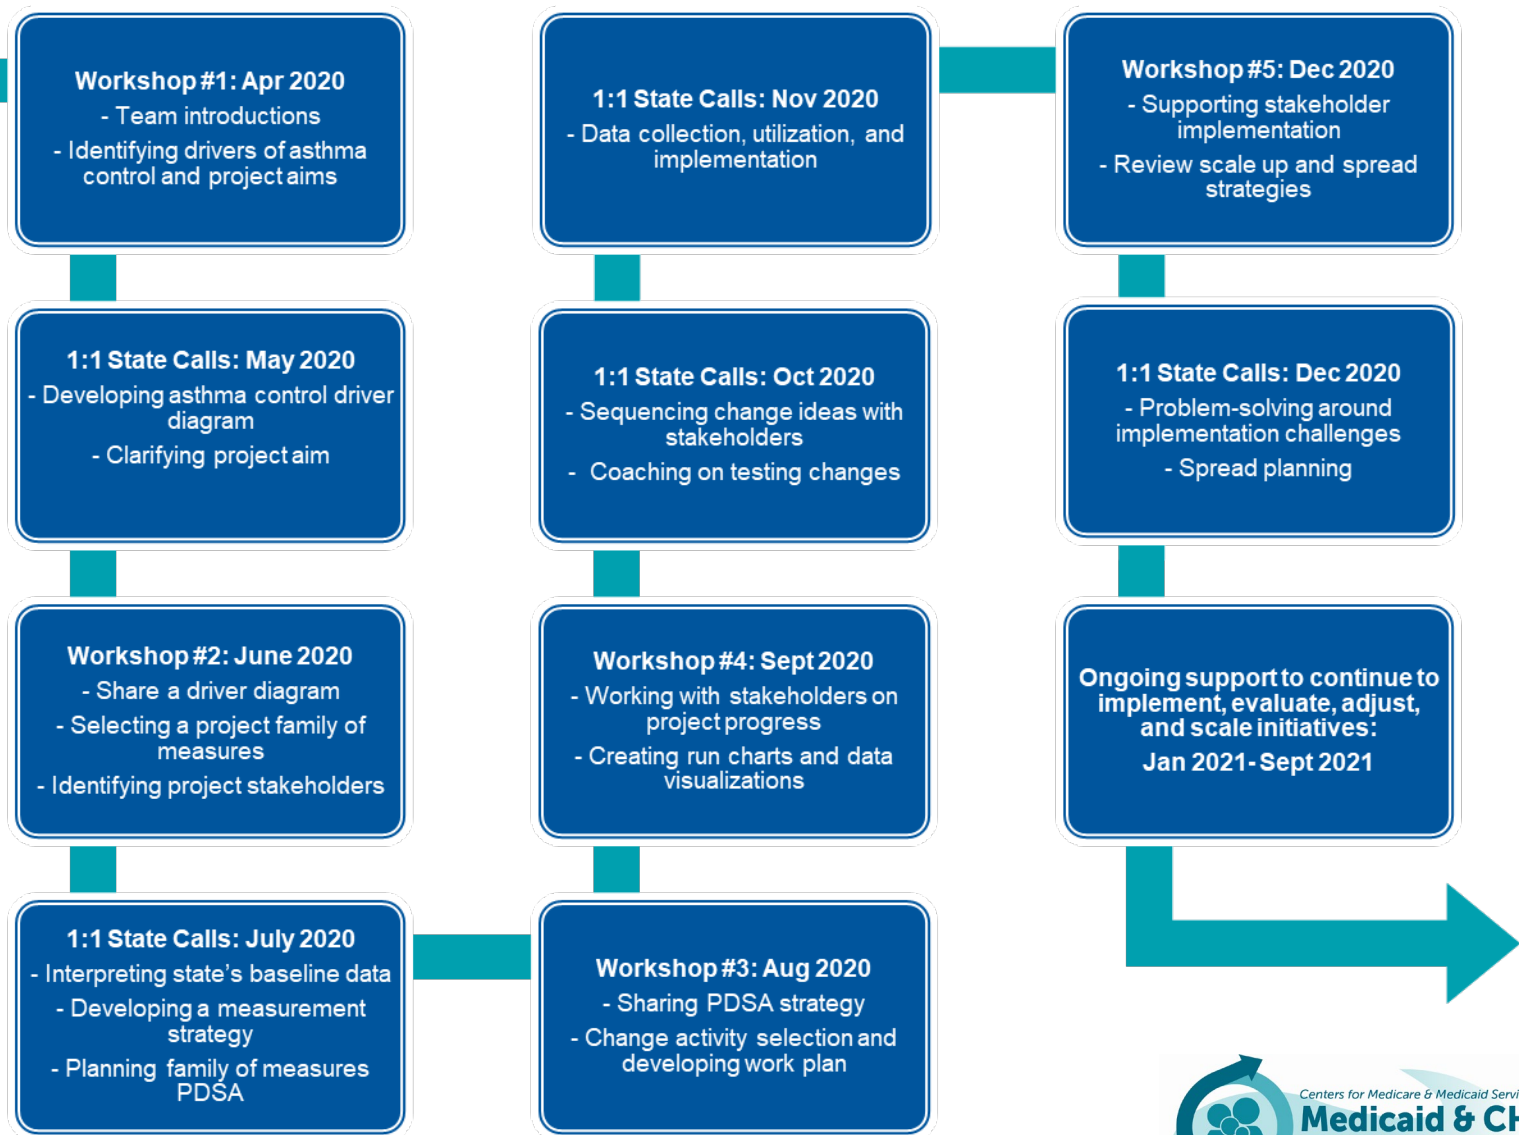 Workshop #1: Apr 2020
- Team introductions
- Identifying drivers of asthma
control and project aims
1:1 State Calls: May 2020
- Developing asthma control driver
diagram
- Clarifying project aim
Workshop #2: June 2020
- Share a driver diagram
- Selecting a project family of
measures
- Identifying project stakeholders
1:1 State Calls: July 2020
- Interpreting state's baseline data
- Developing a measurement
strategy
- Planning family of measures
PDSA
Workshop #3: Aug 2020
- Sharing PDSA strategy
- Change activity selection and
developing work plan
Workshop #4: Sept 2020
- Working with stakeholders on
project progress
- Creating run charts and data
visualizations
1:1 State Calls: Oct 2020
- Sequencing change ideas with
stakeholders
- Coaching on testing changes
1:1 State Calls: Nov 2020
- Data collection, utilization, and
implementation
Workshop #5: Dec 2020
- Supporting stakeholder
implementation
- Review scale up and spread
strategies
1:1 State Calls: Dec 2020
- Problem-solving around
implementation challenges
- Spread planning
Ongoing support to continue to
implement, evaluate, adjust,
and scale initiatives:
Jan 2021- Sept 2021
Centers for Medicare & Medicaid
Medicaid &